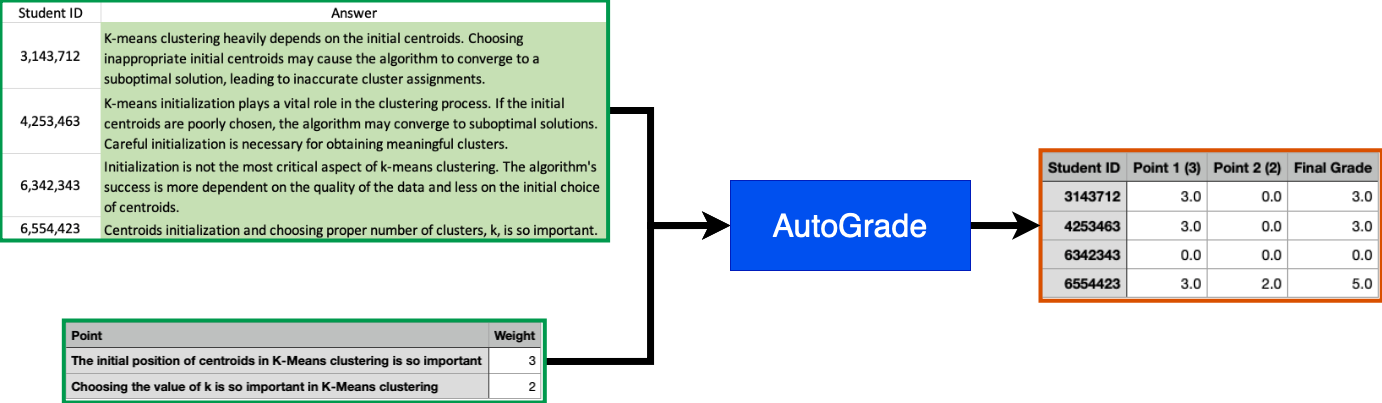 Student ID Answer
3,143,712
K-means clustering heavily depends on the initial centroids. Choosing
inappropriate initial centroids may cause the algorithm to converge to a
suboptimal solution, leading to inaccurate cluster assignments.
4,253,463
K-means initialization plays a vital role in the clustering process. If the initial
centroids are poorly chosen, the algorithm may converge to suboptimal solutions.
Careful initialization is necessary for obtaining meaningful clusters.
6,342,343
Initialization is not the most critical aspect of k-means clustering. The algorithm's
success is more dependent on the quality of the data and less on the initial choice
of centroids.
6,554,423 Centroids initialization and choosing proper number of clusters, k, is so important.
Point Weight
The initial position of centroids in K-Means clustering is so important 3
Choosing the value of k is so important in K-Means clustering 2
AutoGrade
Student ID Point 1 (3) Point 2 (2) Final Grade
3143712 3.0 0.0 3.0
4253463 3.0 0.0 3.0
6342343 0.0 0.0 0.0
6554423 3.0 2.0 5.0